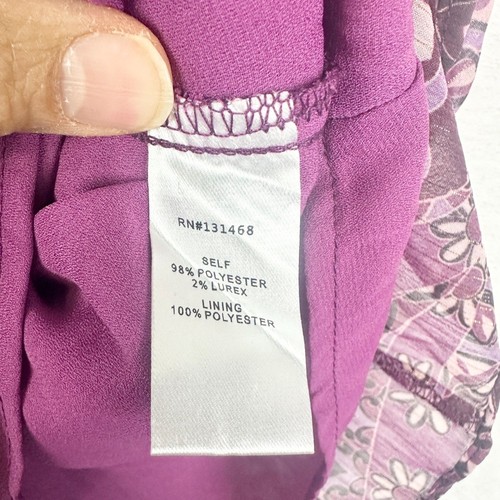 RN#131468
SELF
98% POLYESTER
2% LUREX
LINING
100% POLYESTER